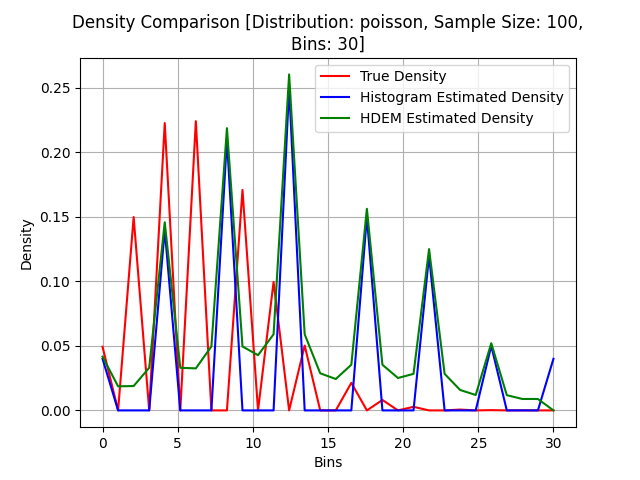 Density Comparison [Distribution: poisson, Sample Size: 100,
Bins: 30]
True Density
Histogram Estimated Density
HDEM Estimated Density
Density
0.25
0.20
0.15
0.10
0.05
0.00
0 5 10 15 20 25 30
Bins